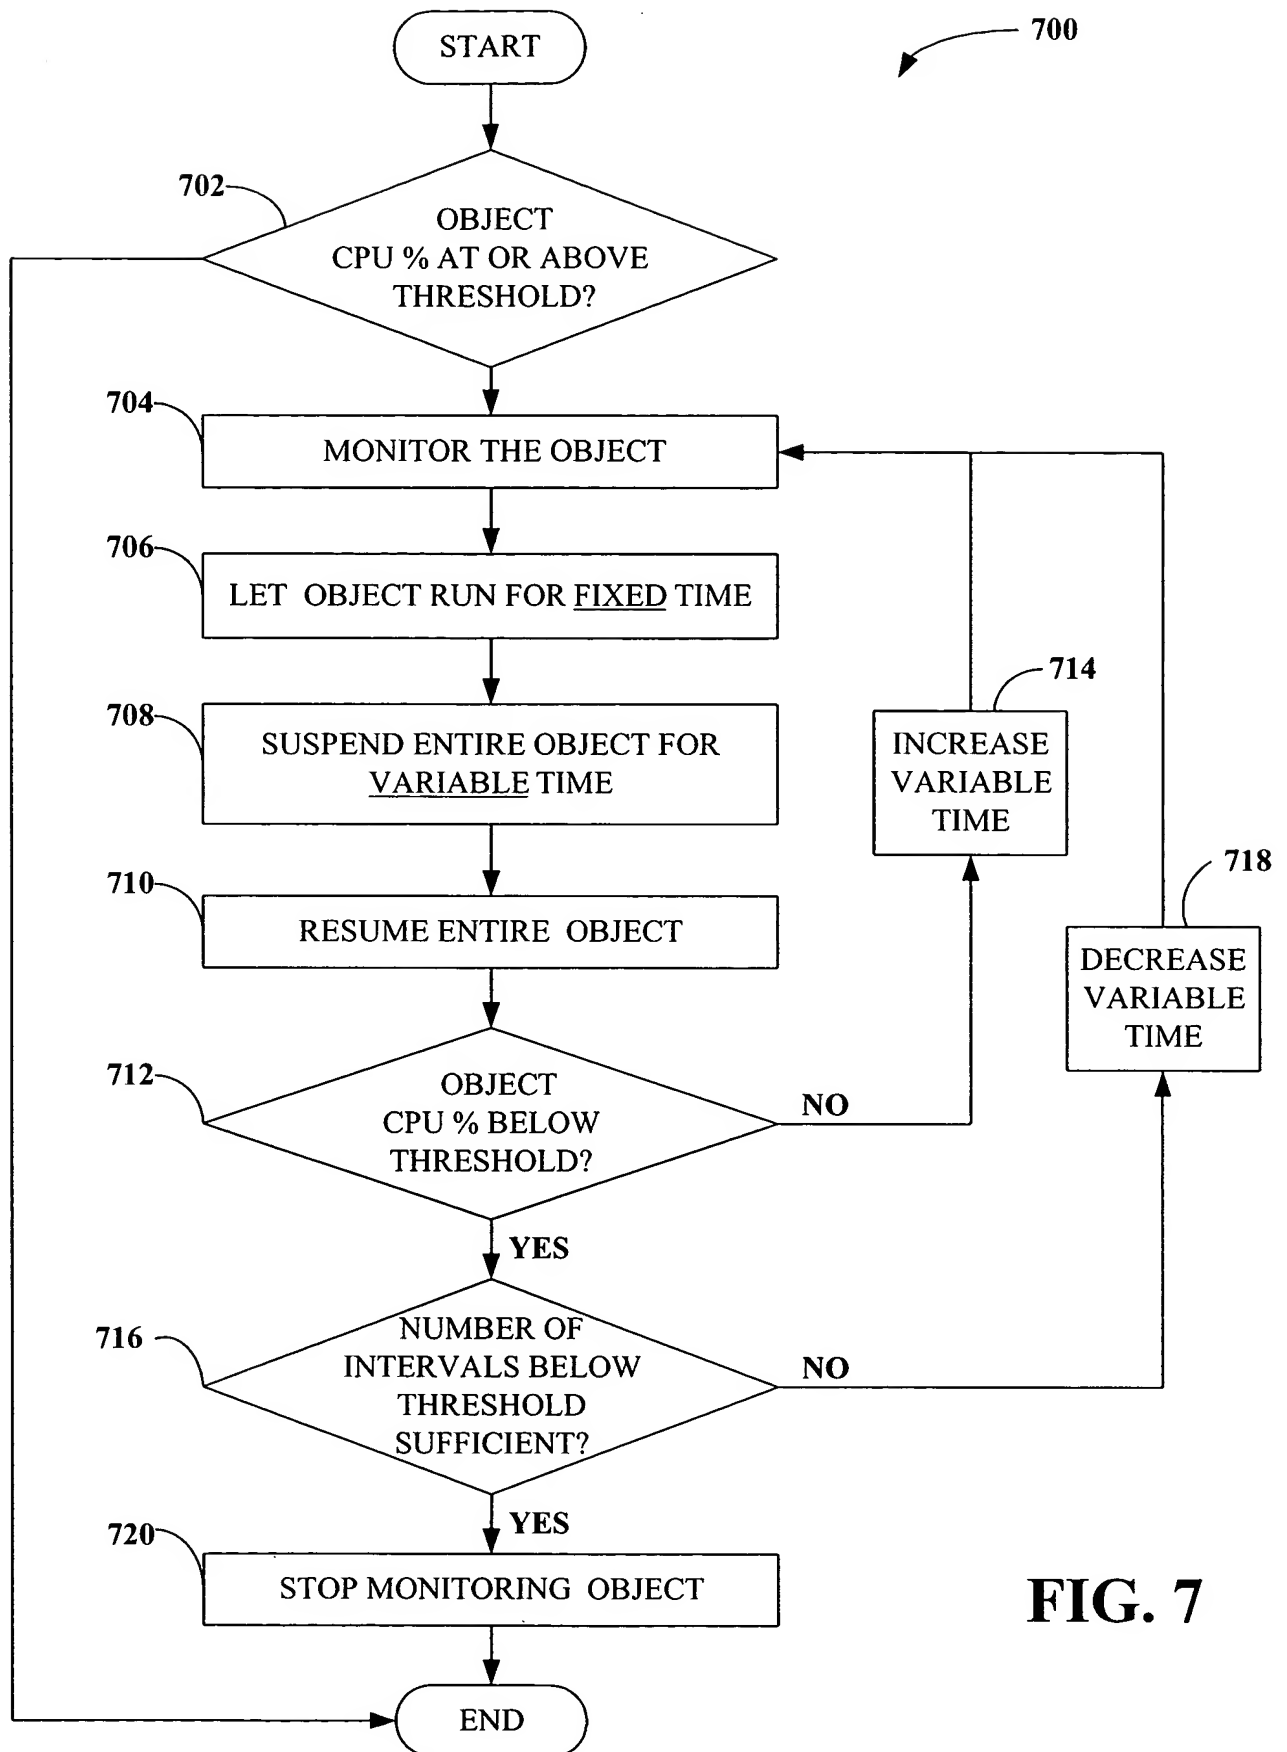 START
700
702
OBJECT
CPU % AT OR ABOVE
THRESHOLD?
704
MONITOR THE OBJECT
706
LET OBJECT RUN FOR FIXED TIME
708
SUSPEND ENTIRE OBJECT FOR
VARIABLE TIME
714
INCREASE
VARIABLE
TIME
710
RESUME ENTIRE OBJECT
718
DECREASE
VARIABLE
TIME
712
OBJECT
CPU % BELOW
THRESHOLD?
NO
YES
716
NUMBER OF
INTERVALS BELOW
THRESHOLD
SUFFICIENT?
NO
YES
720
STOP MONITORING OBJECT
FIG. 7
END